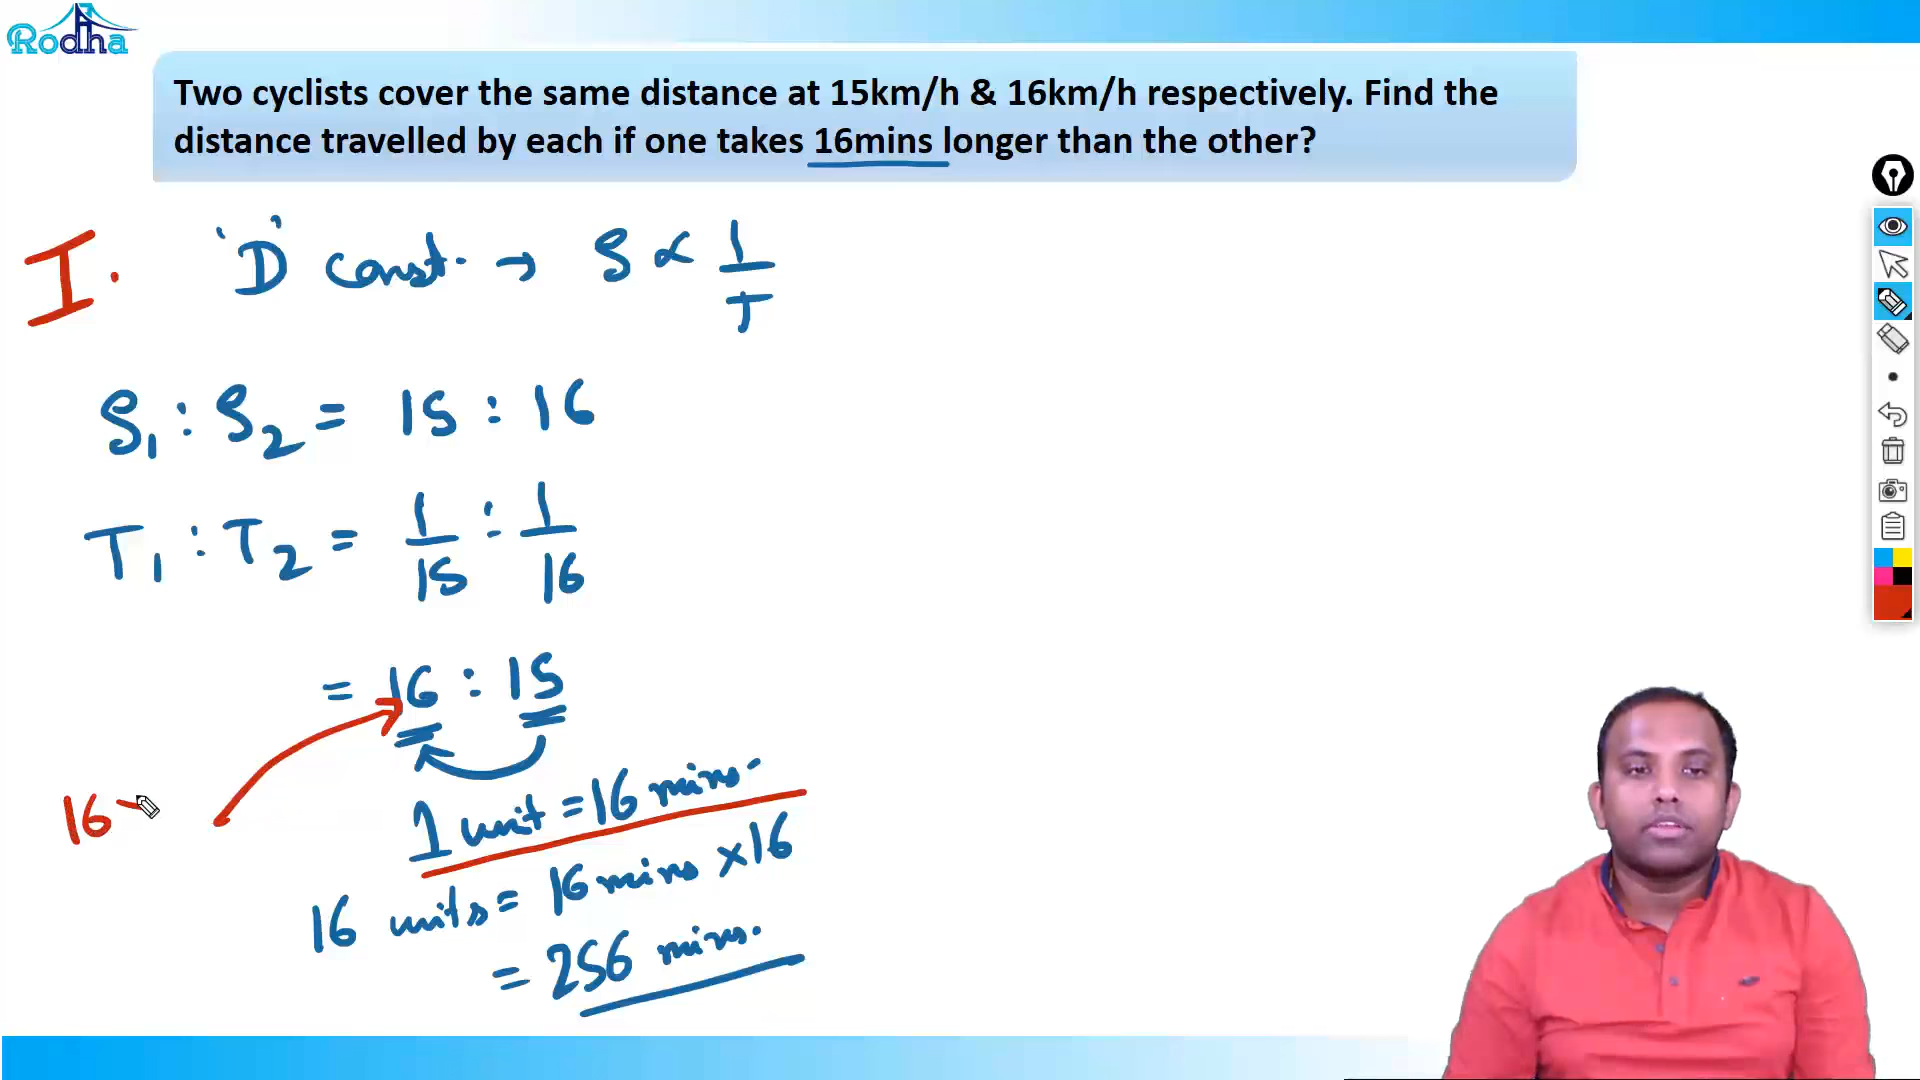 Rodha
Two cyclists cover the same distance at 15km/h & 16km/h respectively. Find the
distance travelled by each if one takes 16mins longer than the other?
I. 'D' const. → S ∝ 1/T
S₁ : S₂ = 15 : 16
T₁ : T₂ = 1/15 : 1/16
= 16 : 15
1 unit = 16 mins.
16
16 units = 16 mins × 16
= 256 mins.